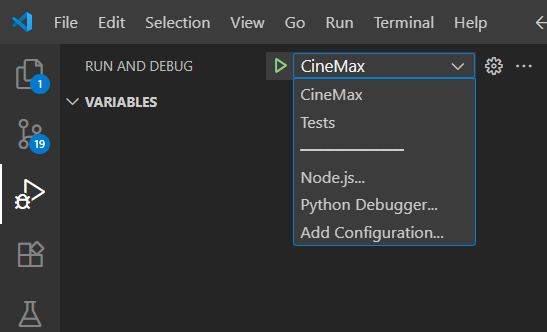 File Edit Selection View Go Run Terminal Help
RUN AND DEBUG CineMax
VARIABLES
CineMax
Tests
Node.js...
Python Debugger...
Add Configuration...
1
19